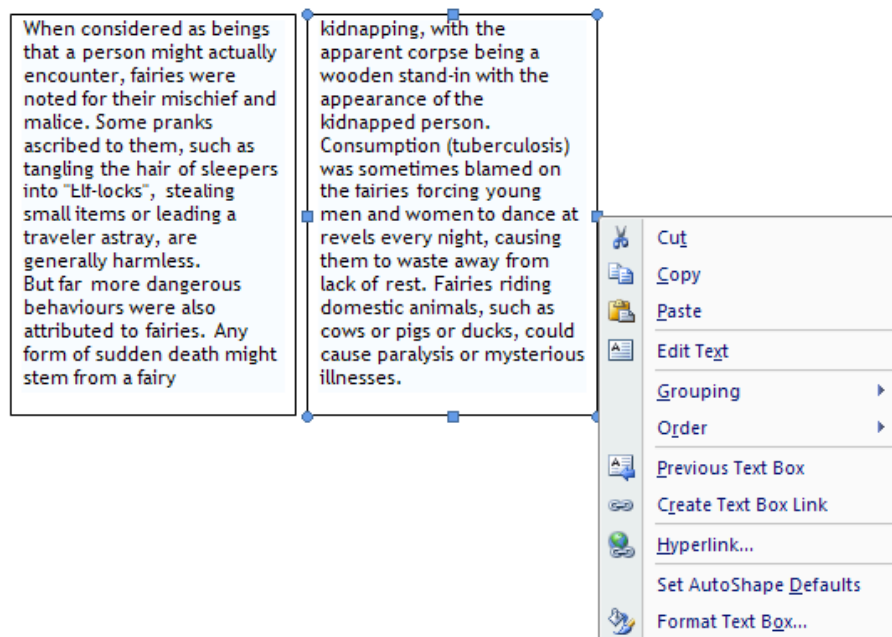 When considered as beings
that a person might actually
encounter, fairies were
noted for their mischief and
malice. Some pranks
ascribed to them, such as
tangling the hair of sleepers
into "Elf-locks", stealing
small items or leading a
traveler astray, are
generally harmless.
But far more dangerous
behaviours were also
attributed to fairies. Any
form of sudden death might
stem from a fairy
kidnapping, with the
apparent corpse being a
wooden stand-in with the
appearance of the
kidnapped person.
Consumption (tuberculosis)
was sometimes blamed on
the fairies forcing young
men and women to dance at
revels every night, causing
them to waste away from
lack of rest. Fairies riding
domestic animals, such as
cows or pigs or ducks, could
cause paralysis or mysterious
illnesses.
Cut
Copy
Paste
Edit Text
Grouping
Order
Previous Text Box
Create Text Box Link
Hyperlink...
Set AutoShape Defaults
Format Text Box...